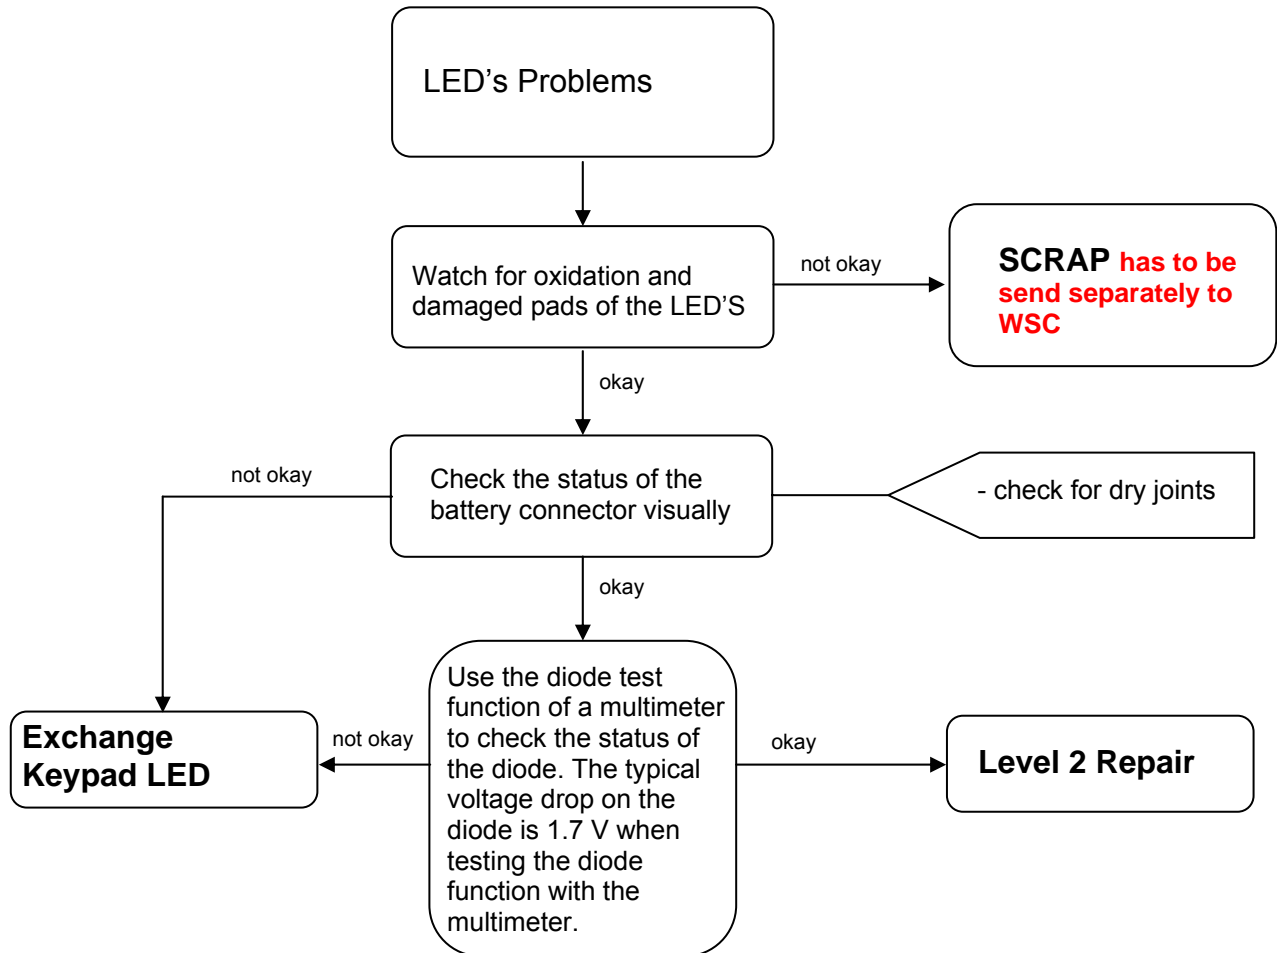 LED’s Problems
Watch for oxidation and
damaged pads of the LED’S
not okay
SCRAP has to be
send separately to
WSC
okay
not okay
Check the status of the
battery connector visually
- check for dry joints
okay
Use the diode test
function of a multimeter
to check the status of
the diode. The typical
voltage drop on the
diode is 1.7 V when
testing the diode
function with the
multimeter.
not okay
Exchange
Keypad LED
okay
Level 2 Repair